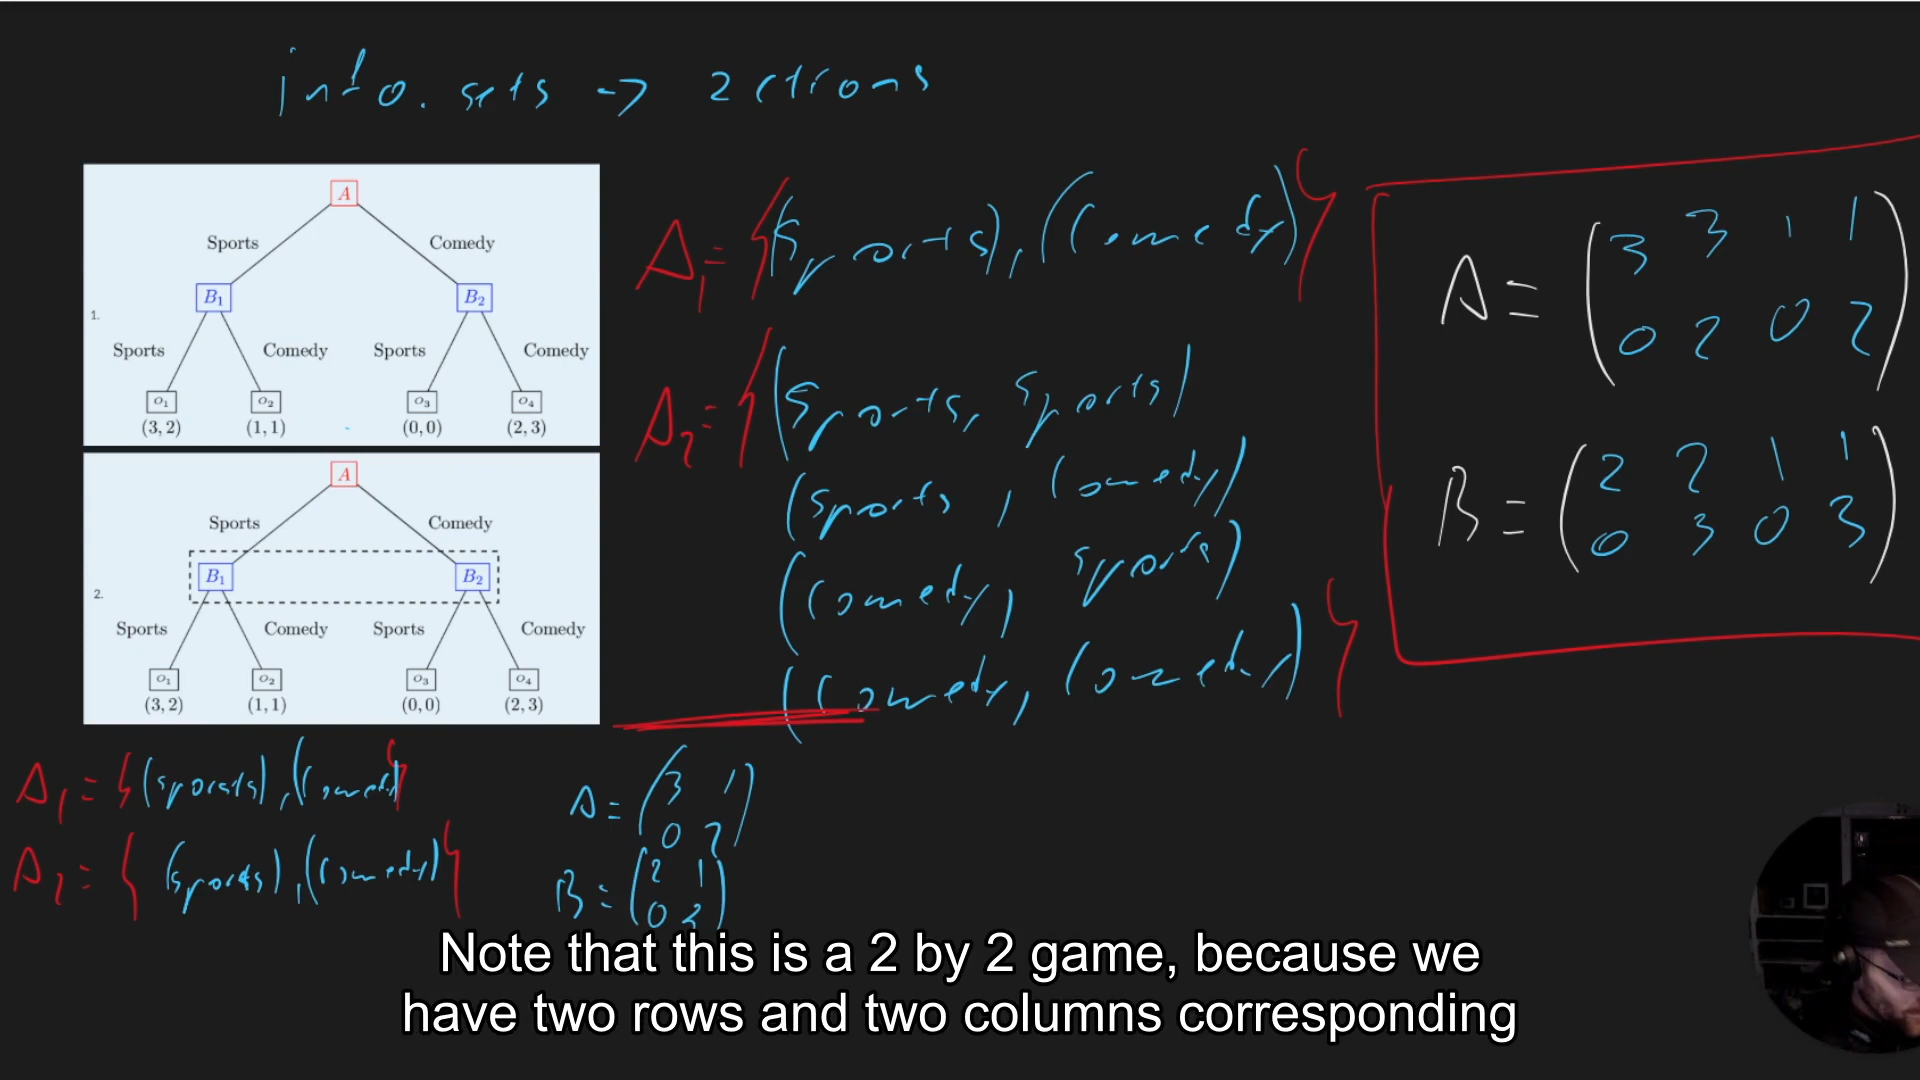 info. sets -> actions
A
Sports Comedy
B₁ B₂
1.
Sports Comedy Sports Comedy
o₁ o₂ o₃ o₄
(3, 2) (1, 1) (0, 0) (2, 3)
A
Sports Comedy
B₁ B₂
2.
Sports Comedy Sports Comedy
o₁ o₂ o₃ o₄
(3, 2) (1, 1) (0, 0) (2, 3)
A₁ = {(Sports), (Comedy)}
A₂ = {(Sports, Sports)
(Sports, Comedy)
(Comedy, Sports)
(Comedy, Comedy)}
A = (3 3 1 1
0 2 0 2)
B = (2 2 1 1
0 3 0 3)
A₁ = {(Sports), (Comedy)}
A₂ = {(Sports), (Comedy)}
A = (3 1
0 2)
B = (2 1
0 3)
Note that this is a 2 by 2 game, because we
have two rows and two columns corresponding